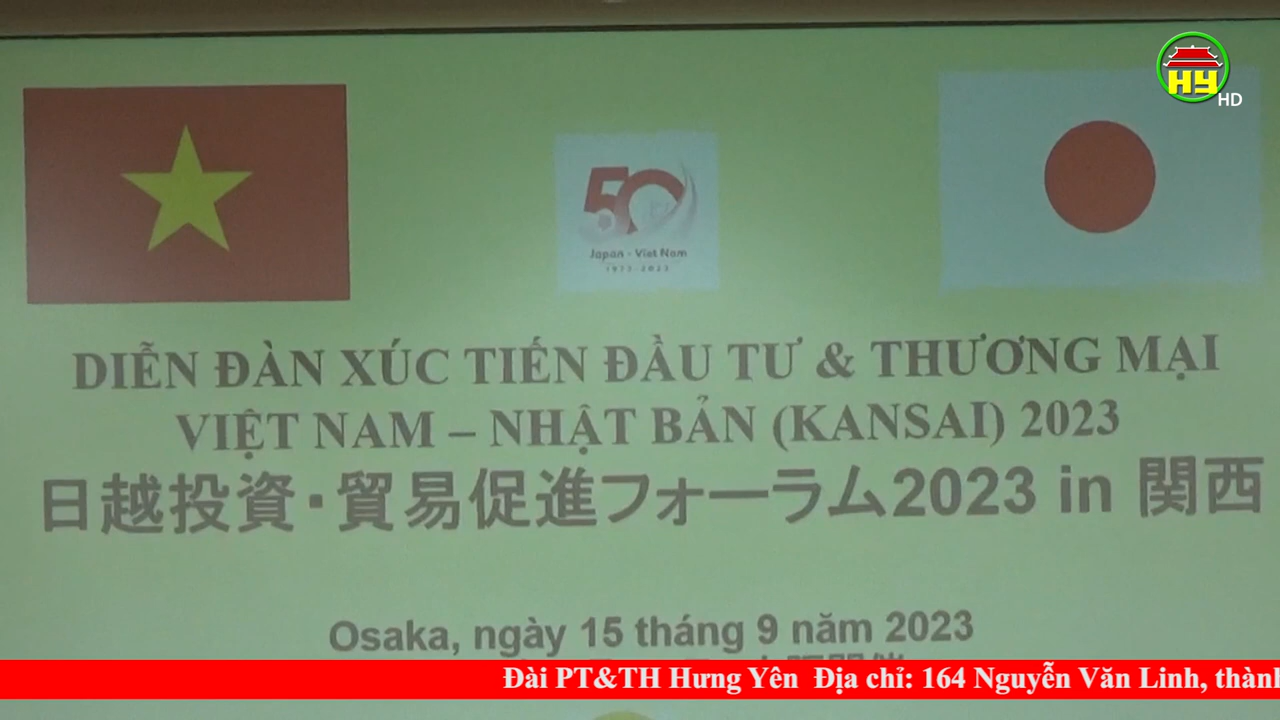 HY
HD
50
Japan - Viet Nam
1973-2023
DIỄN ĐÀN XÚC TIẾN ĐẦU TƯ & THƯƠNG MẠI
VIỆT NAM – NHẬT BẢN (KANSAI) 2023
日越投資・貿易促進フォーラム2023 in 関西
Osaka, ngày 15 tháng 9 năm 2023
Đài PT&TH Hưng Yên Địa chỉ: 164 Nguyễn Văn Linh, thành